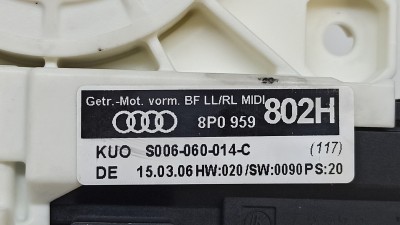 Getr.-Mot. vorm. BF LL/RL MIDI
8P0 959 802H
KUO S006-060-014-C (117)
DE 15.03.06 HW:020/SW:0090 PS:20